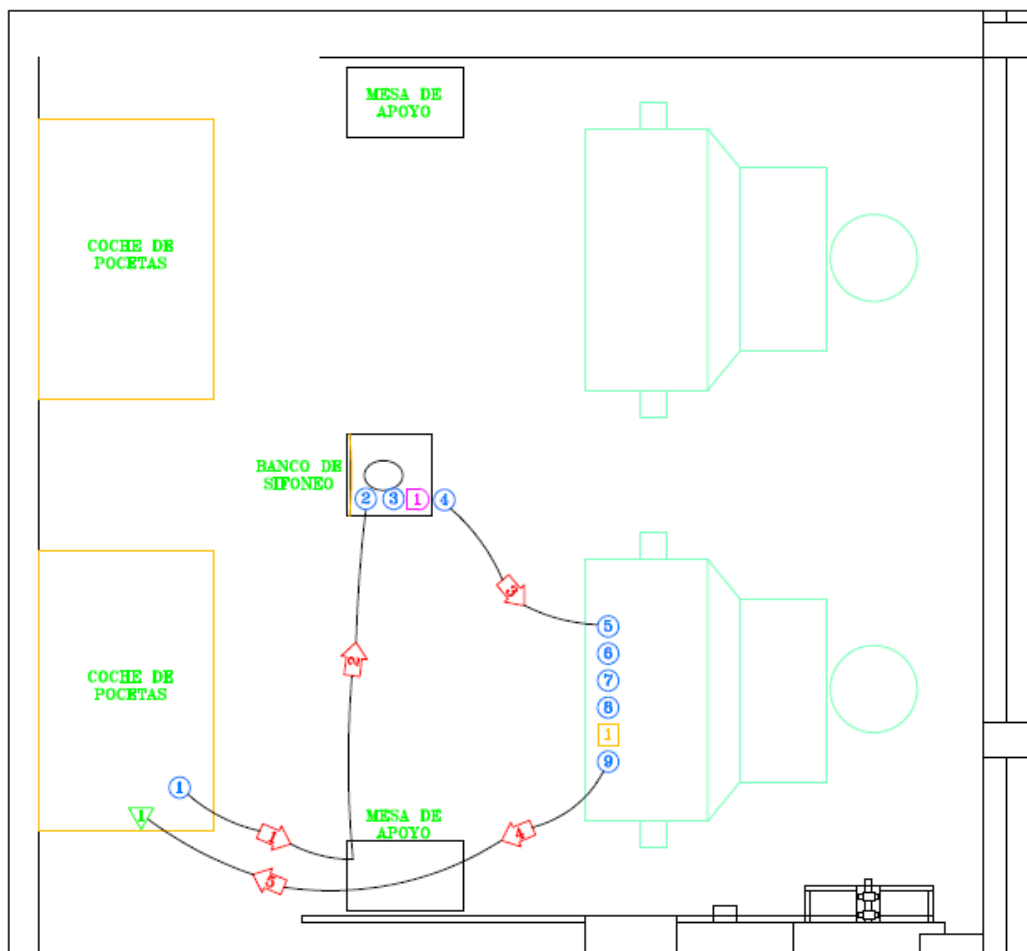 MESA DE
APOYO
COCHE DE
POCETAS
BANCO DE
SIFONEO
2 3 1 4
3
5
6
2
7
COCHE DE
POCETAS
8
1
9
1
1
MESA DE
APOYO
1
4
5